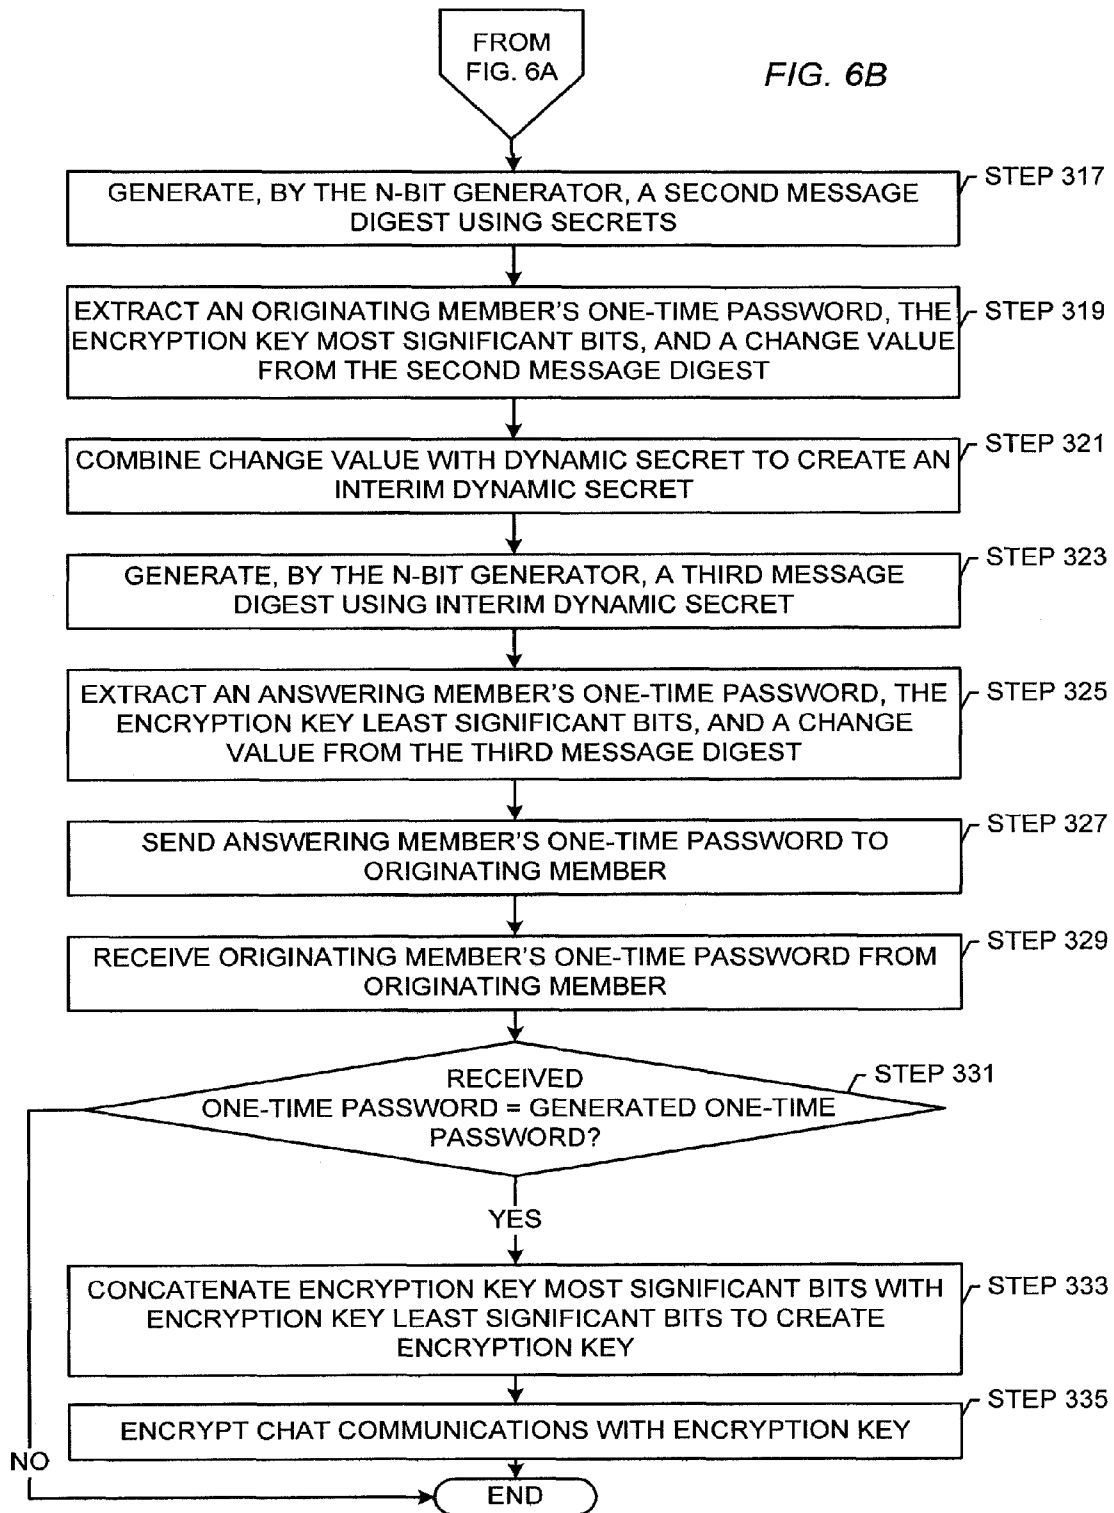 FROM
FIG. 6A
FIG. 6B
STEP 317
GENERATE, BY THE N-BIT GENERATOR, A SECOND MESSAGE
DIGEST USING SECRETS
STEP 319
EXTRACT AN ORIGINATING MEMBER'S ONE-TIME PASSWORD, THE
ENCRYPTION KEY MOST SIGNIFICANT BITS, AND A CHANGE VALUE
FROM THE SECOND MESSAGE DIGEST
STEP 321
COMBINE CHANGE VALUE WITH DYNAMIC SECRET TO CREATE AN
INTERIM DYNAMIC SECRET
STEP 323
GENERATE, BY THE N-BIT GENERATOR, A THIRD MESSAGE
DIGEST USING INTERIM DYNAMIC SECRET
STEP 325
EXTRACT AN ANSWERING MEMBER'S ONE-TIME PASSWORD, THE
ENCRYPTION KEY LEAST SIGNIFICANT BITS, AND A CHANGE
VALUE FROM THE THIRD MESSAGE DIGEST
STEP 327
SEND ANSWERING MEMBER'S ONE-TIME PASSWORD TO
ORIGINATING MEMBER
STEP 329
RECEIVE ORIGINATING MEMBER'S ONE-TIME PASSWORD FROM
ORIGINATING MEMBER
STEP 331
RECEIVED
ONE-TIME PASSWORD = GENERATED ONE-TIME
PASSWORD?
YES
STEP 333
CONCATENATE ENCRYPTION KEY MOST SIGNIFICANT BITS WITH
ENCRYPTION KEY LEAST SIGNIFICANT BITS TO CREATE
ENCRYPTION KEY
STEP 335
ENCRYPT CHAT COMMUNICATIONS WITH ENCRYPTION KEY
NO
END